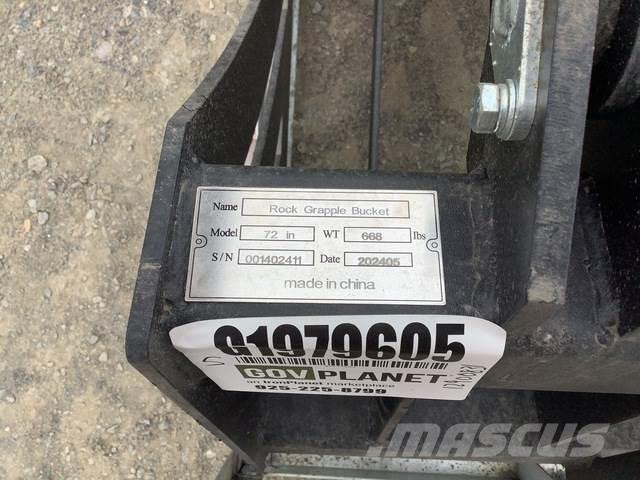 Name Rock Grapple Bucket
Model 72 in WT 668 lbs
S/N 001402411 Date 202405
made in china
G1979605
GOV PLANET
an IronPlanet marketplace
925-225-8799
MASCUS